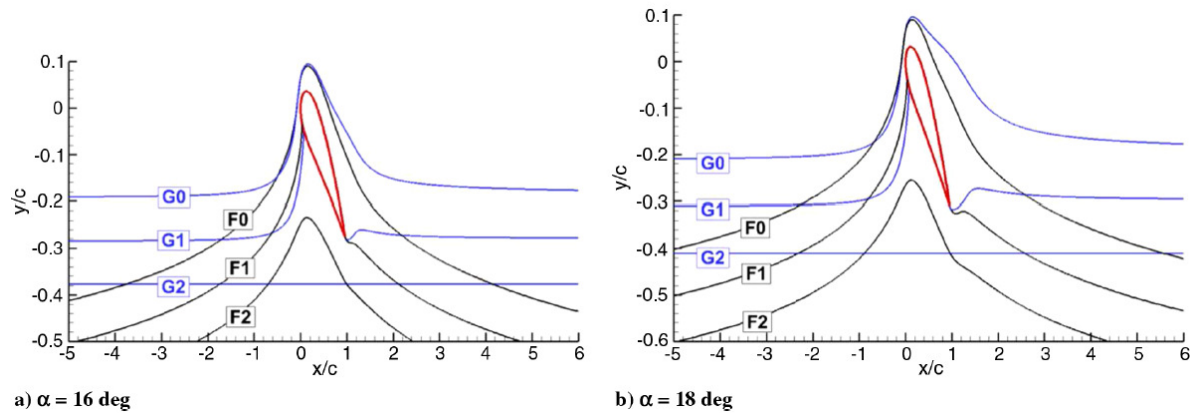 0.1
0
-0.1
-0.2
-0.3
-0.4
-0.5
y/c
G0
F0
G1
F1
G2
F2
-5 -4 -3 -2 -1 0 1 2 3 4 5 6
x/c
a) α = 16 deg
0.1
0
-0.1
-0.2
-0.3
-0.4
-0.5
-0.6
y/c
G0
G1
F0
G2
F1
F2
-5 -4 -3 -2 -1 0 1 2 3 4 5 6
x/c
b) α = 18 deg